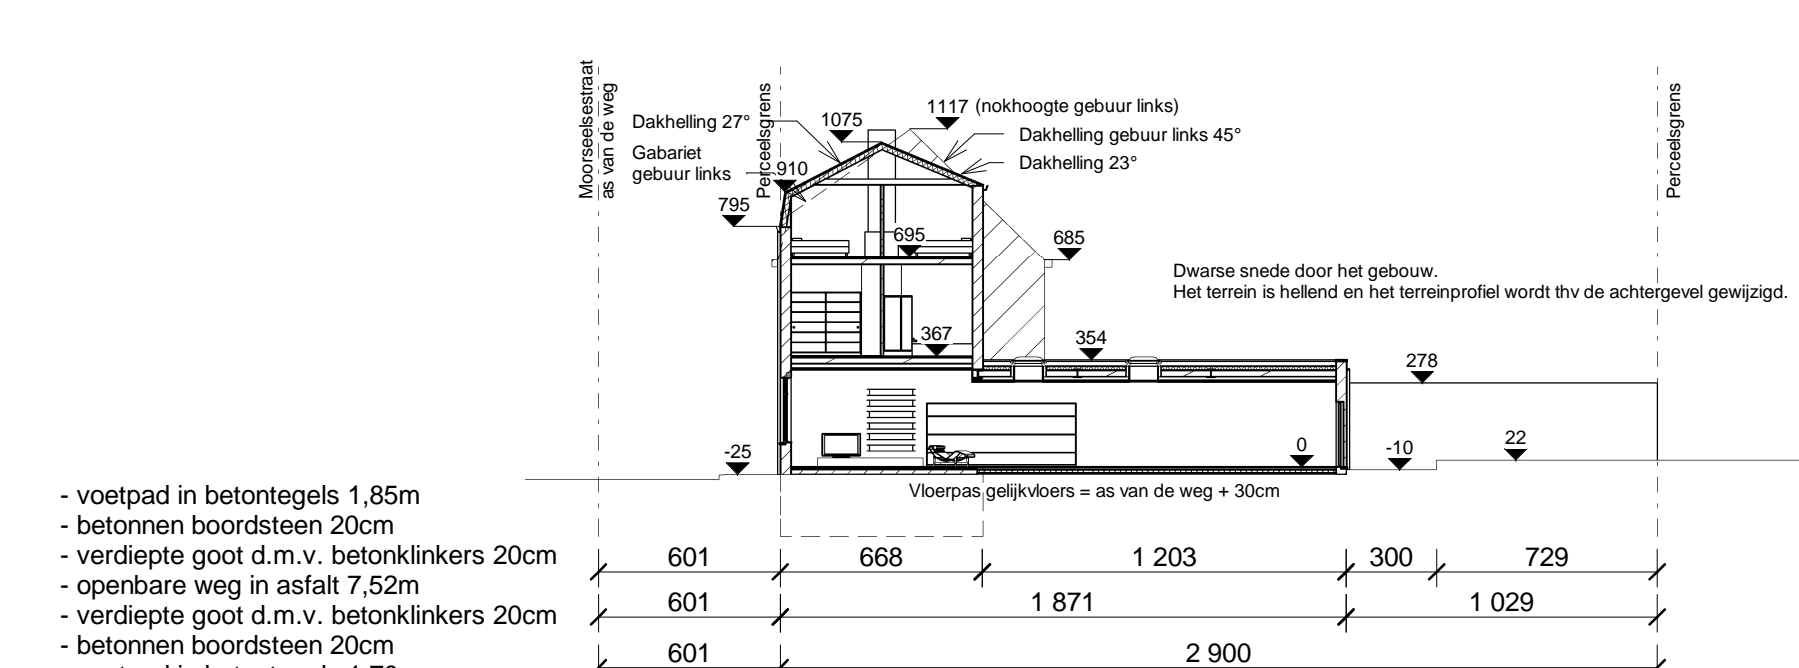 Moorseelsestraat
as van de weg
Perceelsgrens
Perceelsgrens
Dakhelling 27°
Gabariet
gebuur links
1075
1117 (nokhoogte gebuur links)
Dakhelling gebuur links 45°
Dakhelling 23°
910
795
695
685
Dwarse snede door het gebouw.
Het terrein is hellend en het terreinprofiel wordt thv de achtergevel gewijzigd.
367
354
278
-25
0
-10
22
Vloerpas gelijkvloers = as van de weg + 30cm
- voetpad in betontegels 1,85m
- betonnen boordsteen 20cm
- verdiepte goot d.m.v. betonklinkers 20cm
- openbare weg in asfalt 7,52m
- verdiepte goot d.m.v. betonklinkers 20cm
- betonnen boordsteen 20cm
601 668 1 203 300 729
601 1 871 1 029
601 2 900